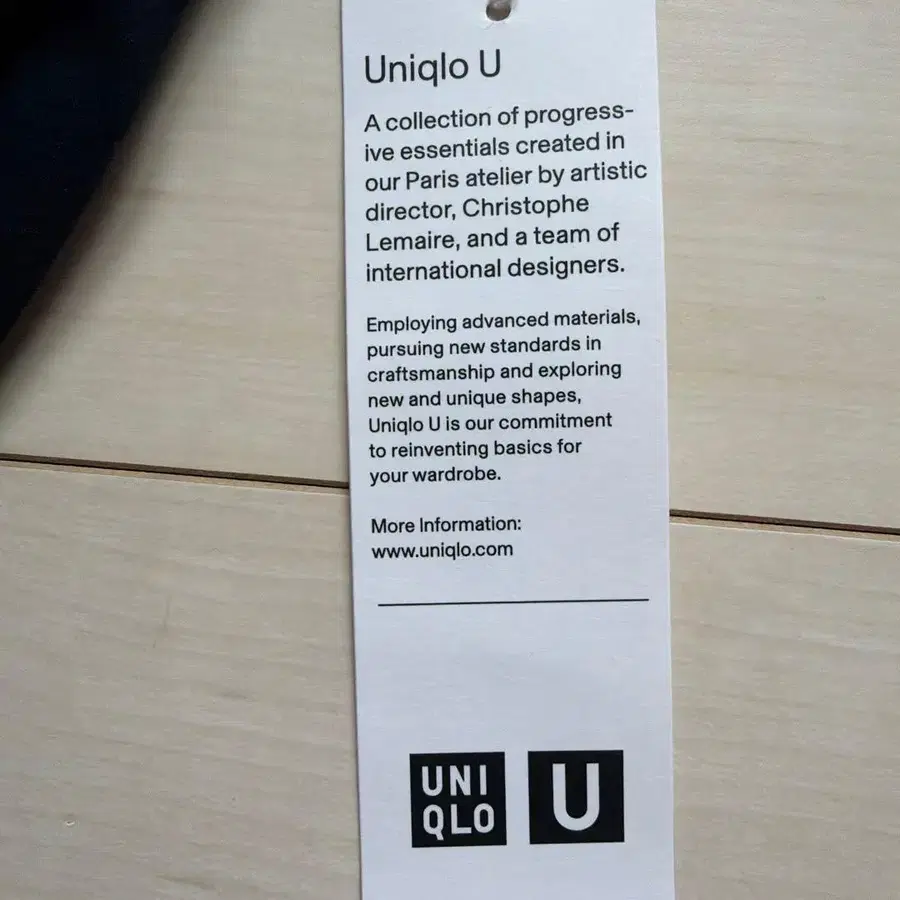 Uniqlo U
A collection of progress-
ive essentials created in
our Paris atelier by artistic
director, Christophe
Lemaire, and a team of
international designers.
Employing advanced materials,
pursuing new standards in
craftsmanship and exploring
new and unique shapes,
Uniqlo U is our commitment
to reinventing basics for
your wardrobe.
More Information:
www.uniqlo.com
UNI
QLO
U